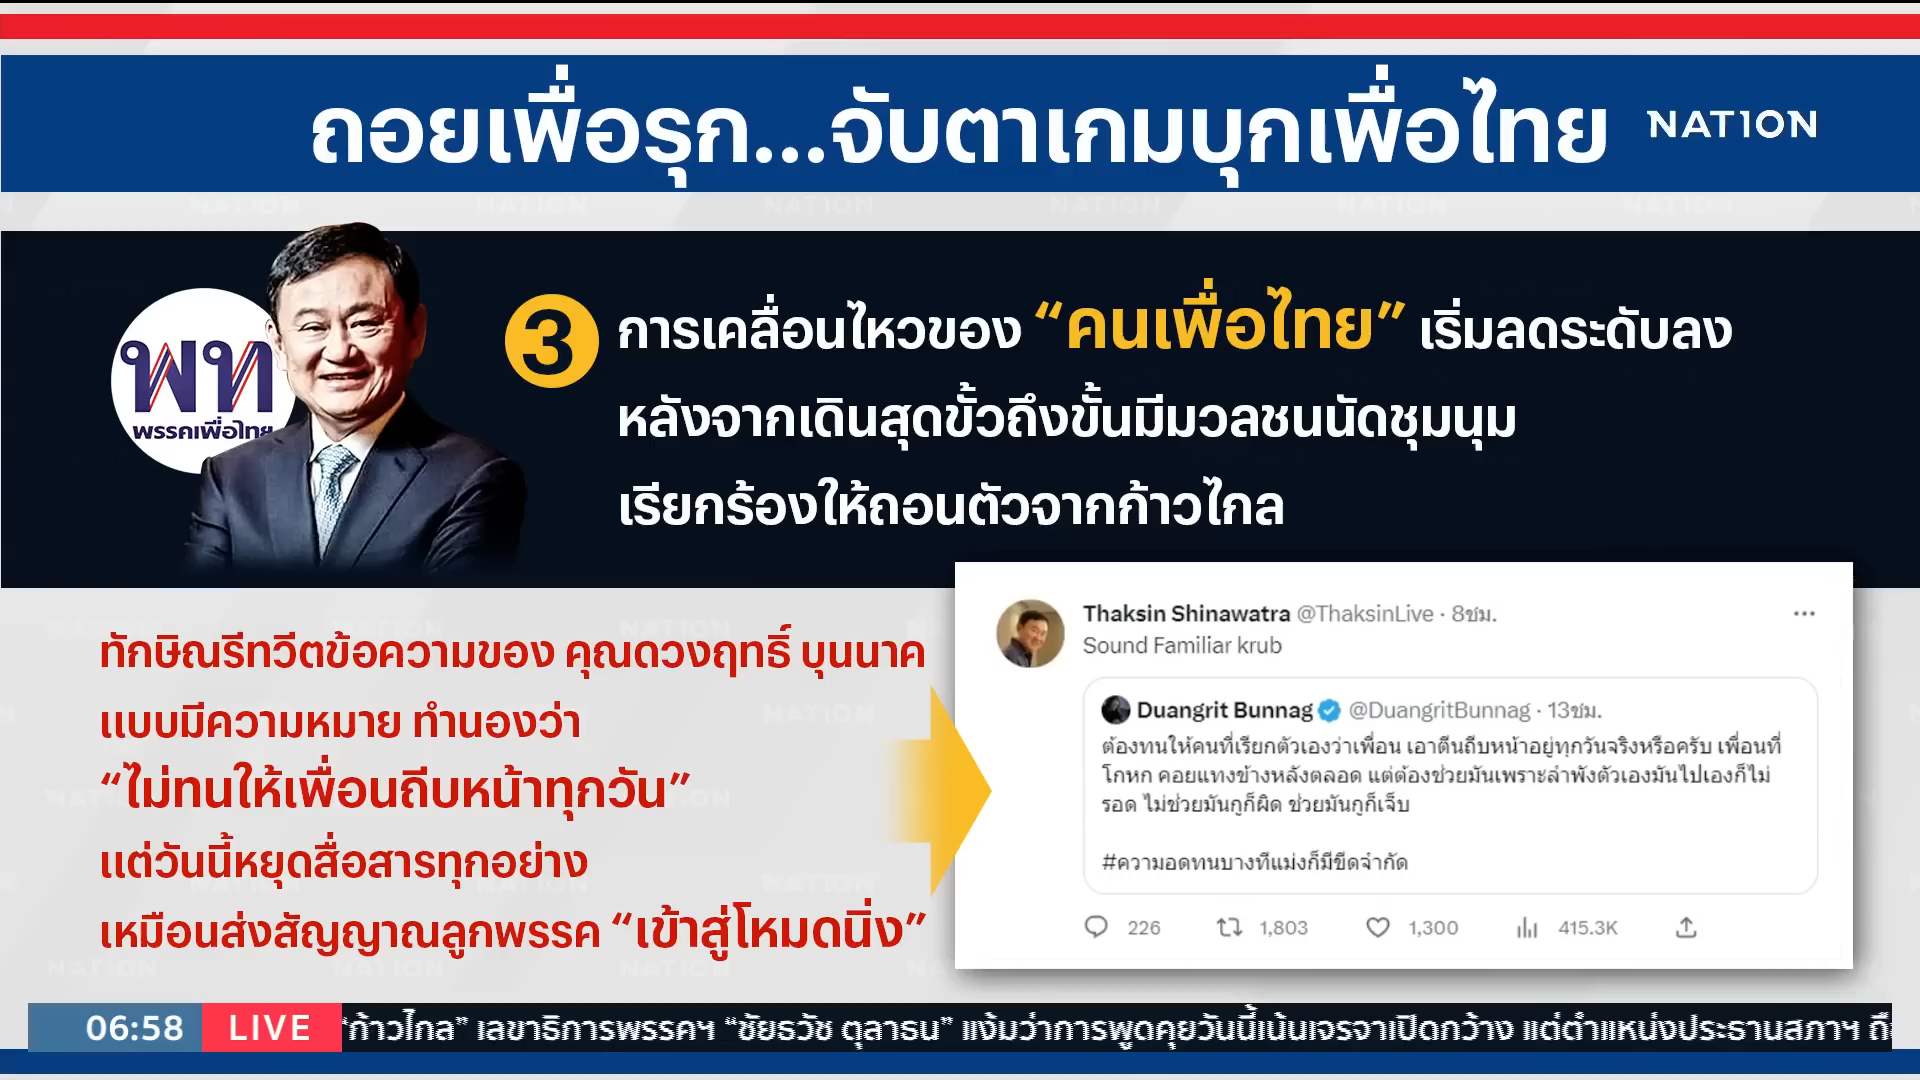 ถอยเพื่อรุก...จับตาเกมบุกเพื่อไทย
NATION
พท
พรรคเพื่อไทย
3 การเคลื่อนไหวของ “คนเพื่อไทย” เริ่มลดระดับลง
หลังจากเดินสุดขั้วถึงขั้นมีมวลชนนัดชุมนุม
เรียกร้องให้ถอนตัวจากก้าวไกล
ทักษิณรีทวีตข้อความของ คุณดวงฤทธิ์ บุนนาค
แบบมีความหมาย ทำนองว่า
“ไม่ทนให้เพื่อนถีบหน้าทุกวัน”
แต่วันนี้หยุดสื่อสารทุกอย่าง
เหมือนส่งสัญญาณลูกพรรค “เข้าสู่โหมดนิ่ง”
Thaksin Shinawatra @ThaksinLive · 8ชม.
Sound Familiar krub
Duangrit Bunnag @DuangritBunnag · 13ชม.
ต้องทนให้คนที่เรียกตัวเองว่าเพื่อน เอาตีนถีบหน้าอยู่ทุกวันจริงหรือครับ เพื่อนที่
โกหก คอยแทงข้างหลังตลอด แต่ต้องช่วยมันเพราะลำพังตัวเองมันไปเองก็ไม่
รอด ไม่ช่วยมันกูก็ผิด ช่วยมันกูก็เจ็บ
#ความอดทนบางทีแม่งก็มีขีดจำกัด
226 1,803 1,300 415.3K
06:58 LIVE “ก้าวไกล” เลขาธิการพรรคฯ “ชัยธวัช ตุลาธน” แง้มว่าการพูดคุยวันนี้เน้นเจรจาเปิดกว้าง แต่ตำแหน่งประธานสภาฯ